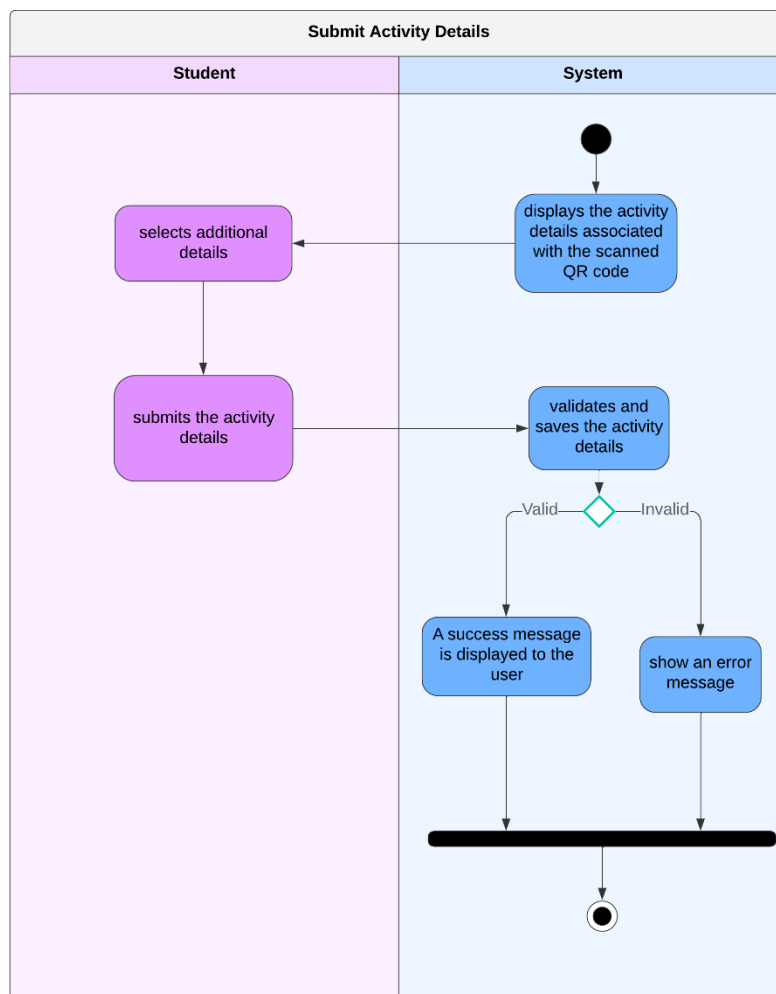 Submit Activity Details
Student
System
displays the activity
details associated
with the scanned
QR code
selects additional
details
submits the activity
details
validates and
saves the activity
details
Valid
Invalid
A success message
is displayed to the
user
show an error
message